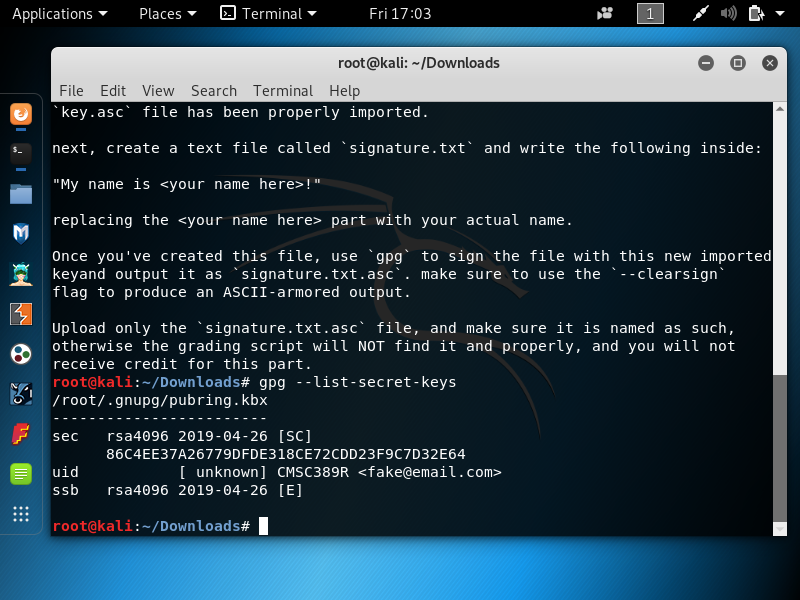 Applications Places Terminal Fri 17:03 1
root@kali: ~/Downloads
File Edit View Search Terminal Help
`key.asc` file has been properly imported.
next, create a text file called `signature.txt` and write the following inside:
"My name is <your name here>!"
replacing the <your name here> part with your actual name.
Once you've created this file, use `gpg` to sign the file with this new imported
keyand output it as `signature.txt.asc`. make sure to use the `--clearsign`
flag to produce an ASCII-armored output.
Upload only the `signature.txt.asc` file, and make sure it is named as such,
otherwise the grading script will NOT find it and properly, and you will not
receive credit for this part.
root@kali:~/Downloads# gpg --list-secret-keys
/root/.gnupg/pubring.kbx
------------------------
sec   rsa4096 2019-04-26 [SC]
      86C4EE37A26779DFDE318CE72CDD23F9C7D32E64
uid           [ unknown] CMSC389R <fake@email.com>
ssb   rsa4096 2019-04-26 [E]
root@kali:~/Downloads#